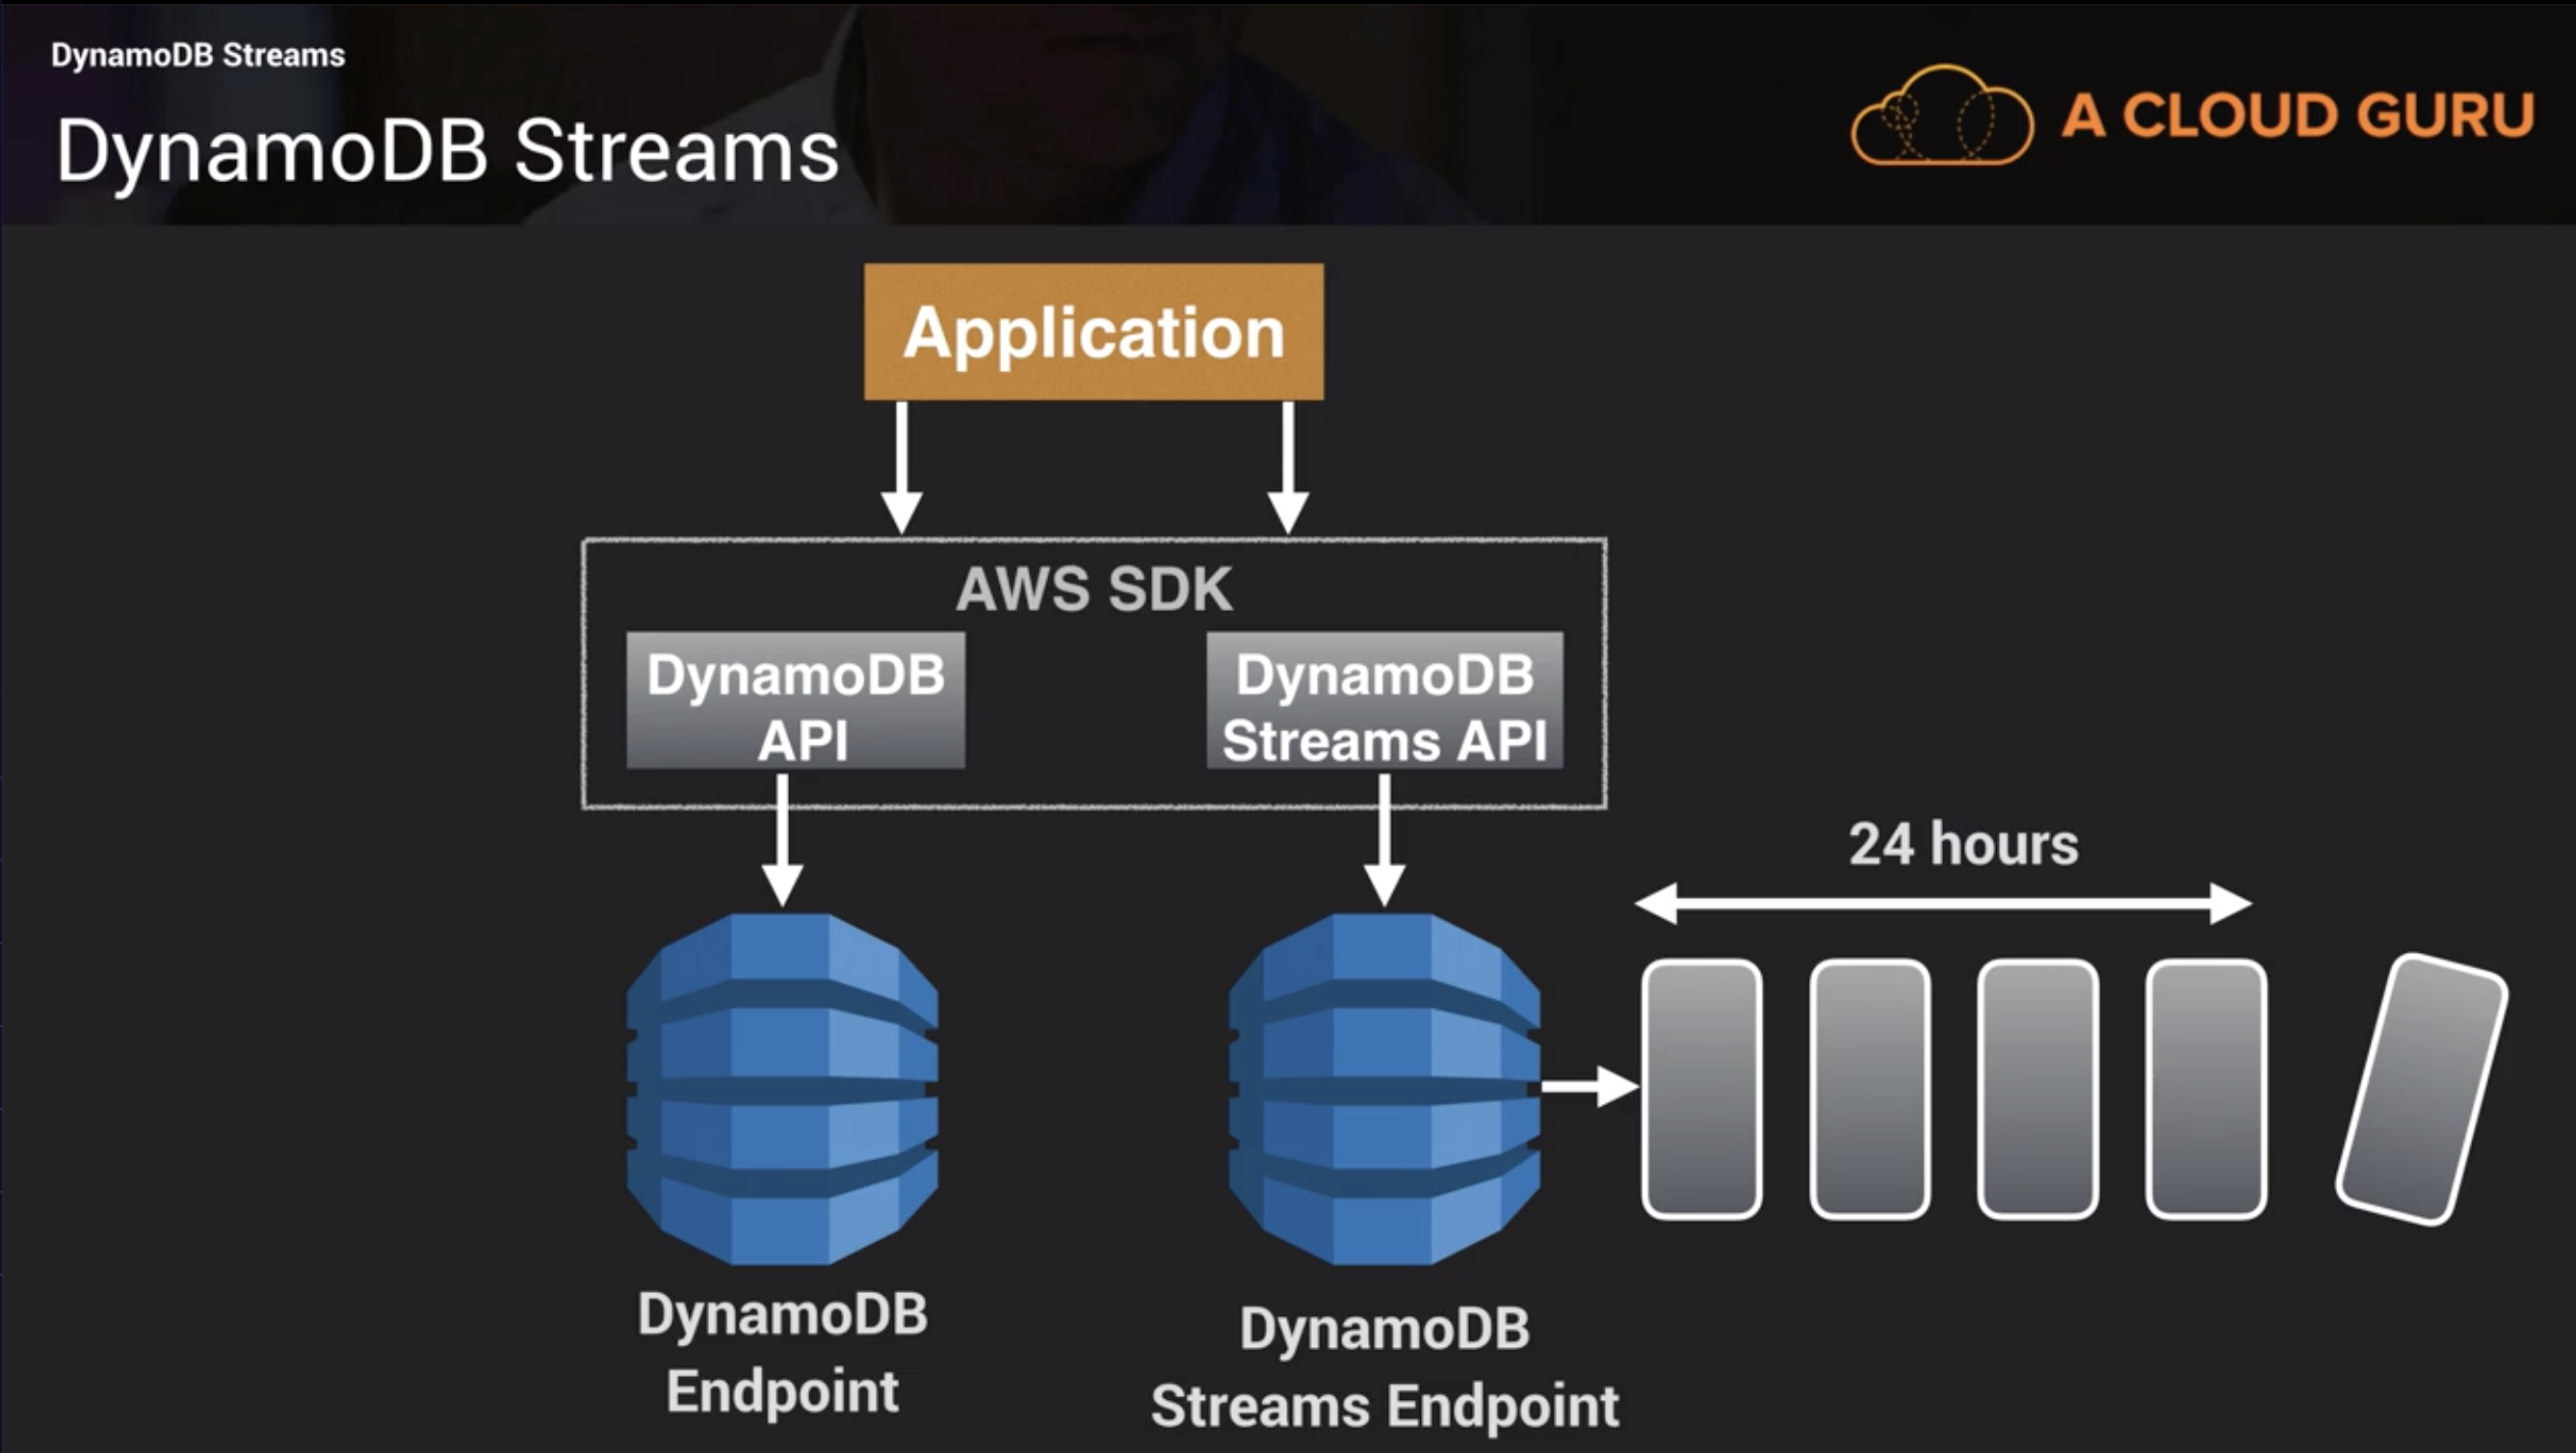 DynamoDB Streams
DynamoDB Streams
A CLOUD GURU
Application
AWS SDK
DynamoDB
API
DynamoDB
Streams API
24 hours
DynamoDB
Endpoint
DynamoDB
Streams Endpoint